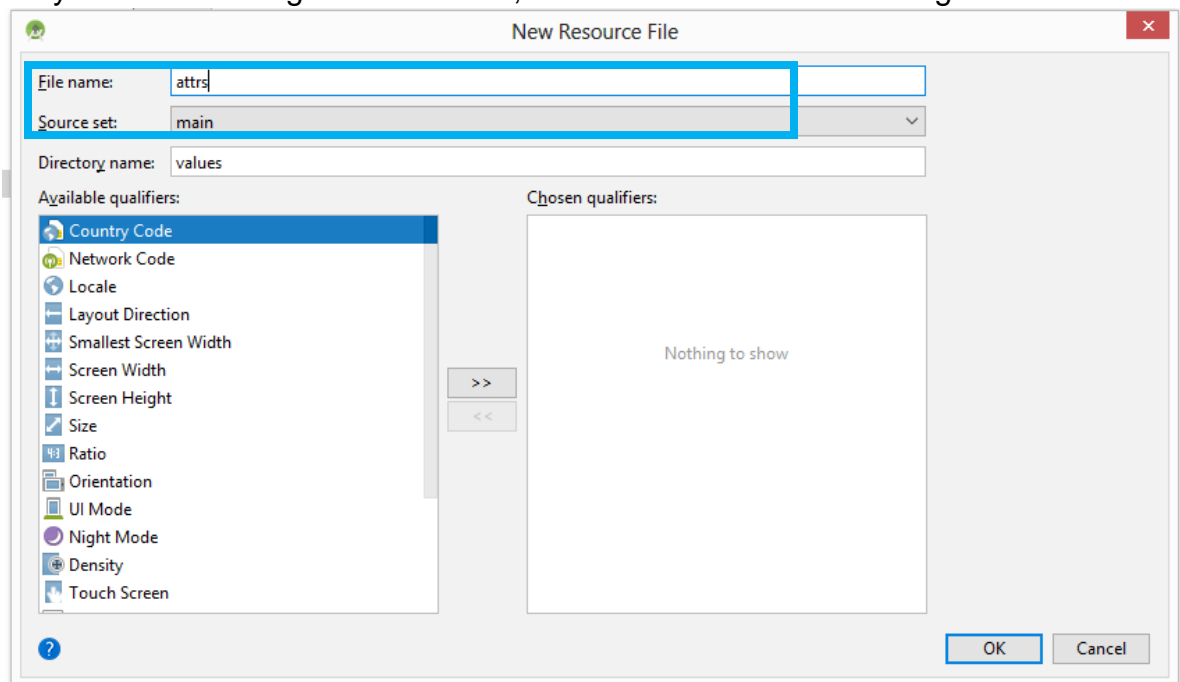 New Resource File
File name: attrs
Source set: main
Directory name: values
Available qualifiers: Chosen qualifiers:
Country Code
Network Code
Locale
Layout Direction
Smallest Screen Width
Screen Width
Nothing to show
>>
Screen Height
<<
Size
4:3 Ratio
Orientation
UI Mode
Night Mode
Density
Touch Screen
? OK Cancel